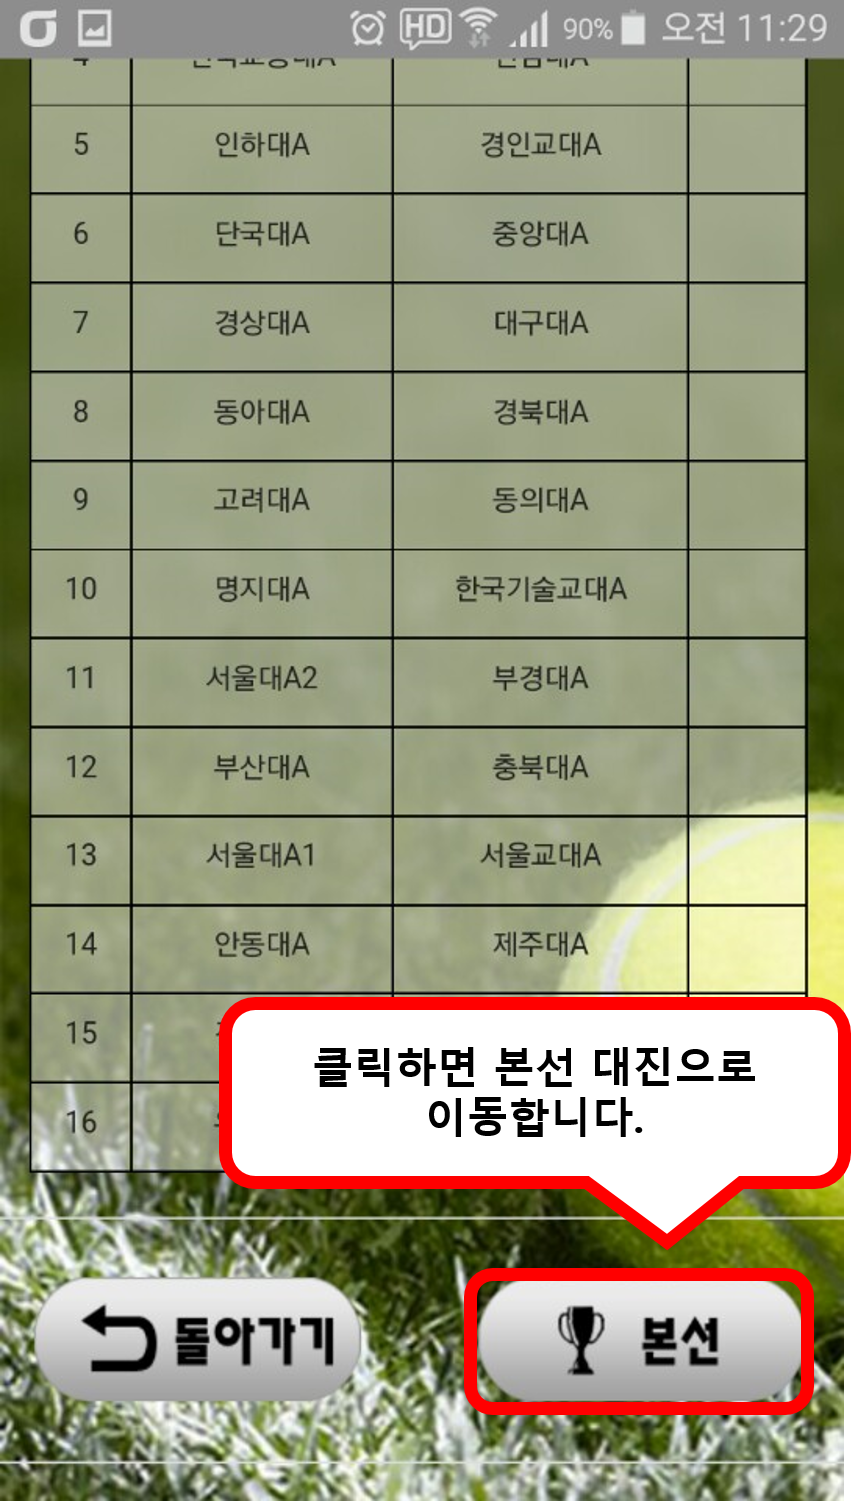 HD 90% 오전 11:29
5 인하대A 경인교대A
6 단국대A 중앙대A
7 경상대A 대구대A
8 동아대A 경북대A
9 고려대A 동의대A
10 명지대A 한국기술교대A
11 서울대A2 부경대A
12 부산대A 충북대A
13 서울대A1 서울교대A
14 안동대A 제주대A
15
16
클릭하면 본선 대진으로
이동합니다.
돌아가기 본선